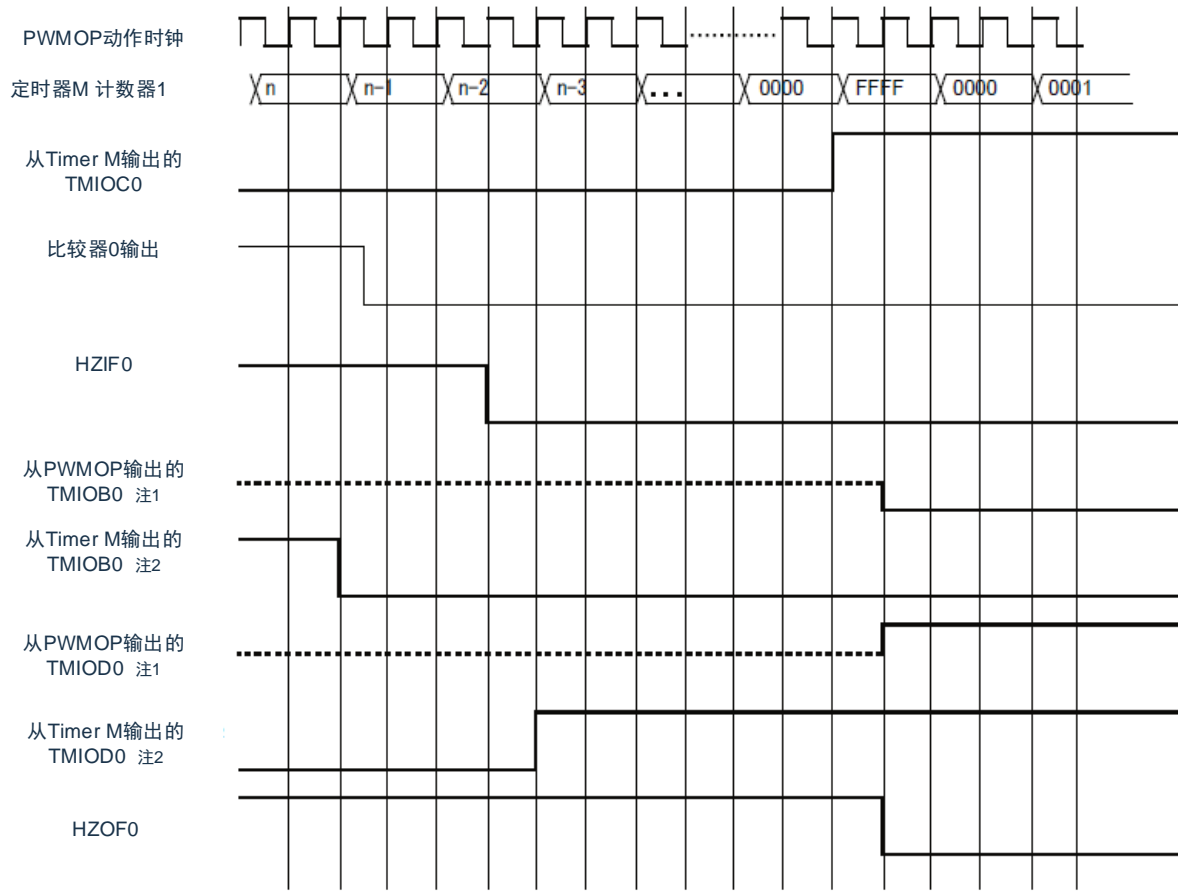 PWMOP动作时钟
定时器M 计数器1
n
n-1
n-2
n-3
...
0000
FFFF
0000
0001
从Timer M输出的
TMIOC0
比较器0输出
HZIF0
从PWMOP输出的
TMIOB0 注1
从Timer M输出的
TMIOB0 注2
从PWMOP输出的
TMIOD0 注1
从Timer M输出的
TMIOD0 注2
HZOF0